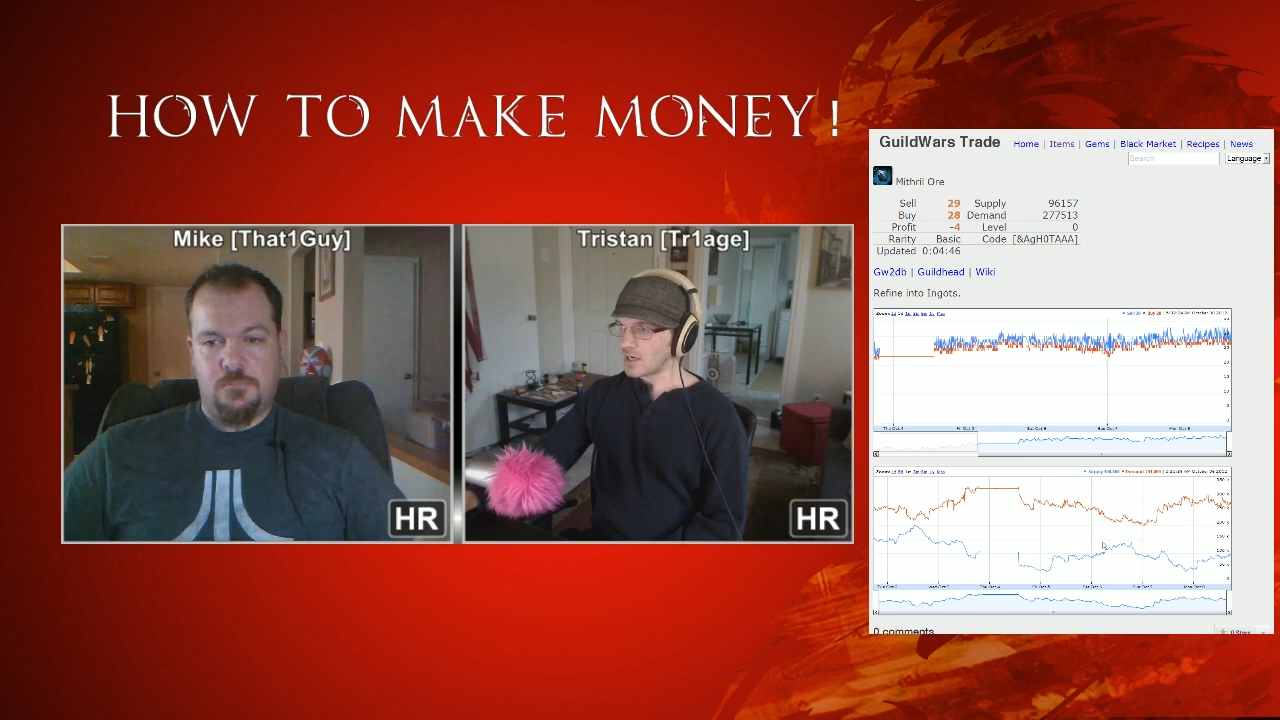 HOW TO MAKE MONEY!
Mike [That1Guy]
HR
Tristan [Tr1age]
HR
GuildWars Trade
Home | Items | Gems | Black Market | Recipes | News
Search
Language
Mithril Ore
Sell 29 Supply 96157
Buy 28 Demand 277513
Profit -4 Level 0
Rarity Basic Code [&AgH0TAAA]
Updated 0:04:46
Gw2db | Guildhead | Wiki
Refine into Ingots.
0 comments